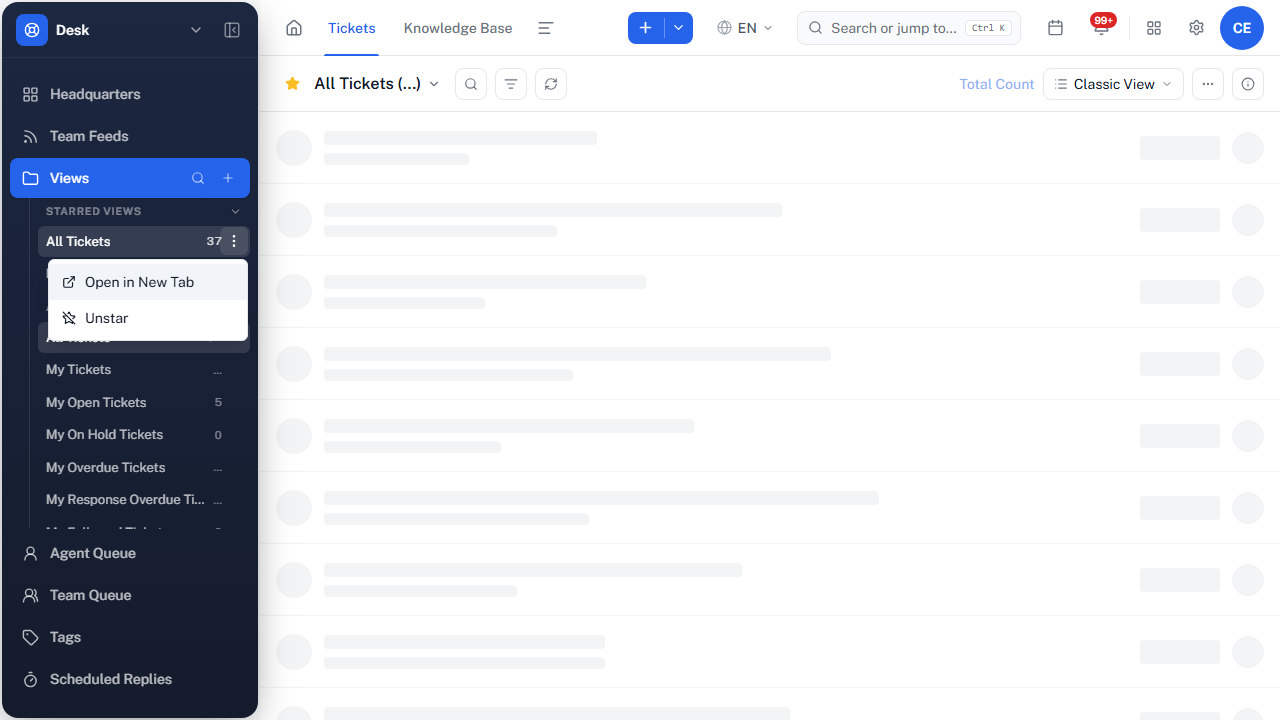 Desk
Headquarters
Team Feeds
Views
STARRED VIEWS
All Tickets 37
Open in New Tab
Unstar
My Tickets ...
My Open Tickets 5
My On Hold Tickets 0
My Overdue Tickets ...
My Response Overdue Ti... ...
Agent Queue
Team Queue
Tags
Scheduled Replies
Tickets
Knowledge Base
EN
Search or jump to... Ctrl K
99+
CE
All Tickets (...)
Total Count
Classic View